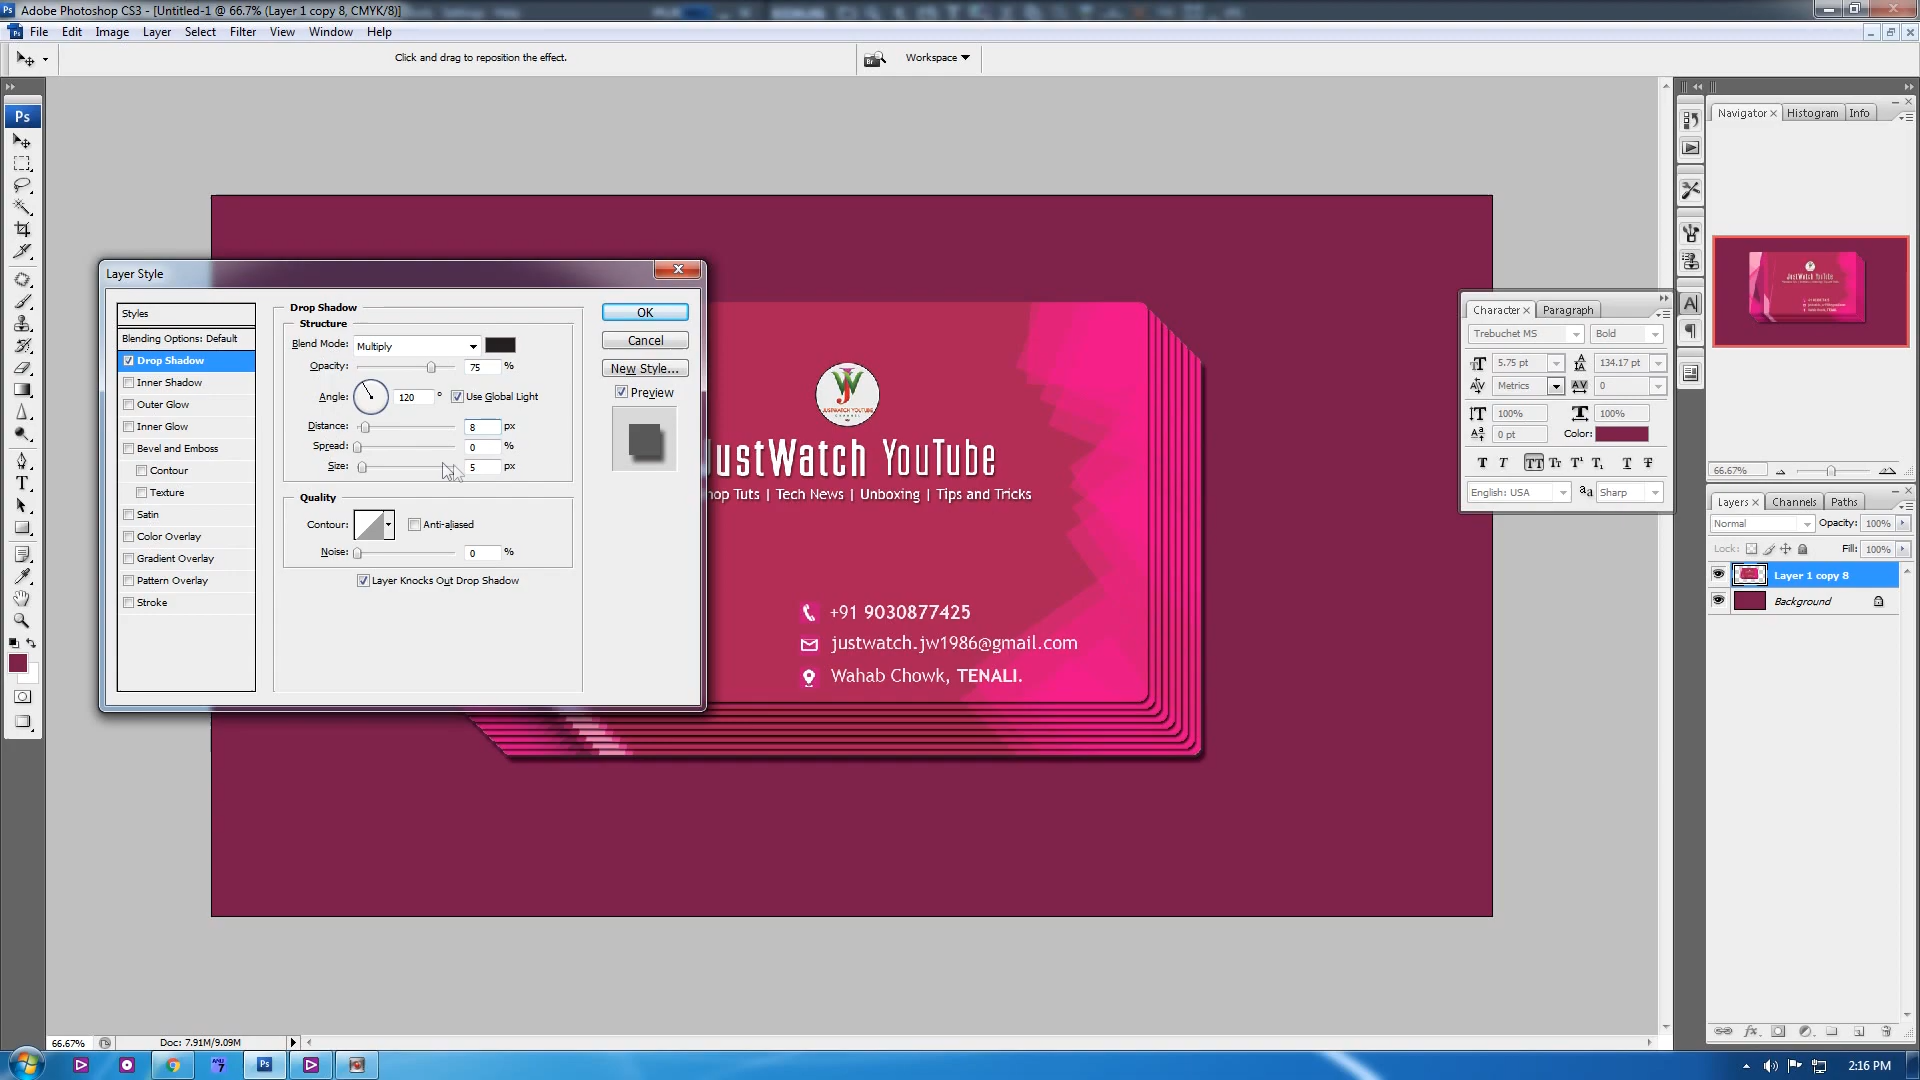 Adobe Photoshop CS3 - [Untitled-1 @ 66.7% (Layer 1 copy 8, CMYK/8)]
File Edit Image Layer Select Filter View Window Help
Click and drag to reposition the effect.
Workspace
Ps
Navigator Histogram Info
Layer Style
Styles
Blending Options: Default
Drop Shadow
Inner Shadow
Outer Glow
Inner Glow
Bevel and Emboss
Contour
Texture
Satin
Color Overlay
Gradient Overlay
Pattern Overlay
Stroke
Drop Shadow
Structure
Blend Mode: Multiply
Opacity: 75 %
Angle: 120 ° Use Global Light
Distance: 8 px
Spread: 0 %
Size: 5 px
Quality
Contour: Anti-aliased
Noise: 0 %
Layer Knocks Out Drop Shadow
OK
Cancel
New Style...
Preview
JUSTWATCH YOUTUBE
CHANNEL
JustWatch YouTube
hop Tuts | Tech News | Unboxing | Tips and Tricks
+91 9030877425
justwatch.jw1986@gmail.com
Wahab Chowk, TENALI.
Character Paragraph
Trebuchet MS Bold
5.75 pt 134.17 pt
Metrics 0
100% 100%
0 pt Color:
English: USA Sharp
66.67%
Layers Channels Paths
Normal Opacity: 100%
Lock: Fill: 100%
Layer 1 copy 8
Background
66.67% Doc: 7.91M/9.09M
2:16 PM